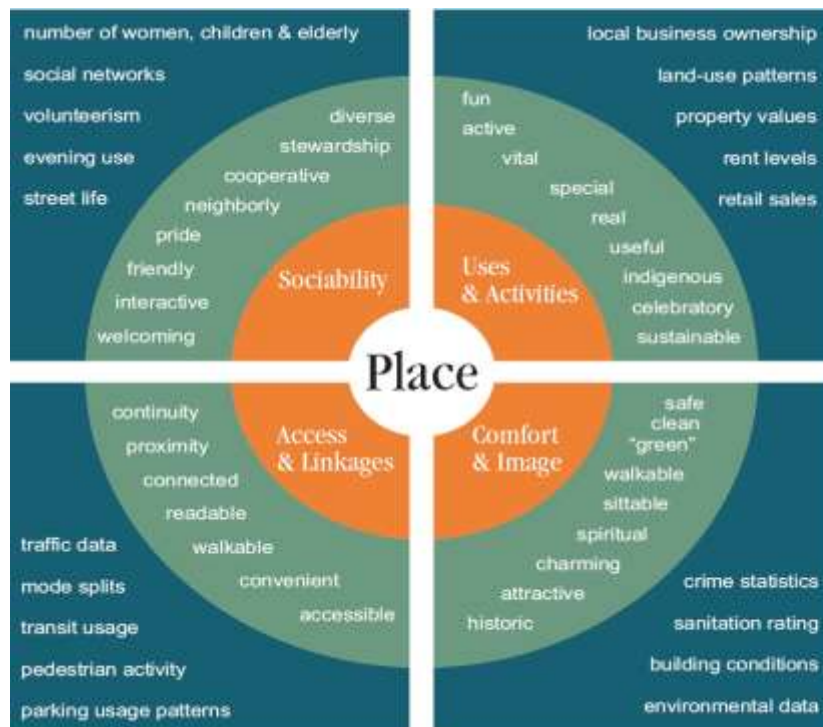 number of women, children & elderly
social networks
volunteerism
evening use
street life
diverse
stewardship
cooperative
neighborly
pride
friendly
interactive
welcoming
Sociability
local business ownership
land-use patterns
property values
rent levels
retail sales
fun
active
vital
special
real
useful
indigenous
celebratory
sustainable
Uses
& Activities
Place
continuity
proximity
connected
readable
walkable
convenient
accessible
Access
& Linkages
traffic data
mode splits
transit usage
pedestrian activity
parking usage patterns
Comfort
& Image
safe
clean
"green"
walkable
sittable
spiritual
charming
attractive
historic
crime statistics
sanitation rating
building conditions
environmental data